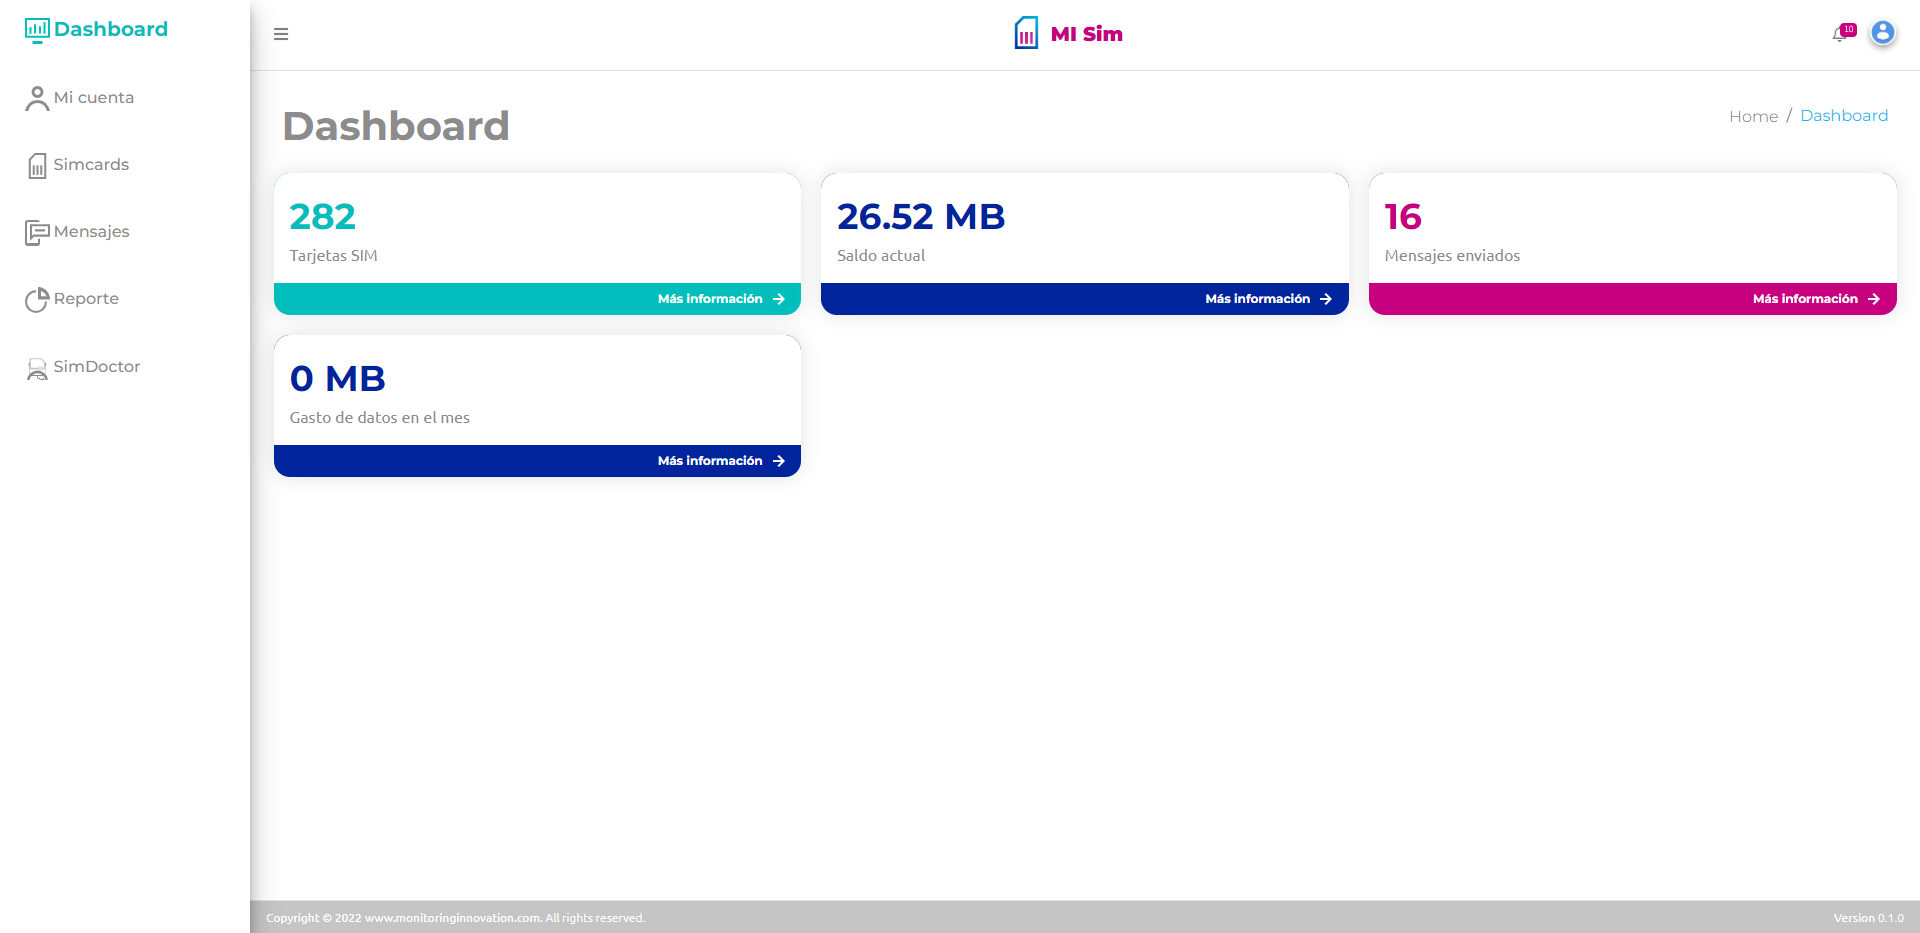 Dashboard
Mi cuenta
Simcards
Mensajes
Reporte
SimDoctor
MI Sim
10
Dashboard
Home / Dashboard
282
Tarjetas SIM
Más información
26.52 MB
Saldo actual
Más información
16
Mensajes enviados
Más información
0 MB
Gasto de datos en el mes
Más información
Copyright © 2022 www.monitoringinnovation.com. All rights reserved.
Version 0.1.0